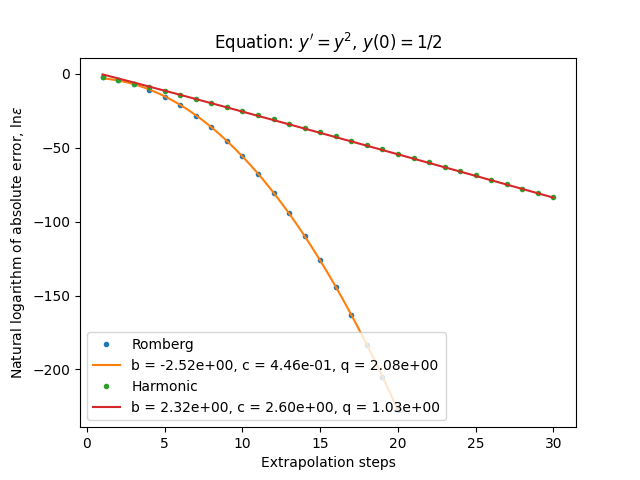 Equation: y′ = y², y(0) = 1/2
Natural logarithm of absolute error, lnε
0
−50
−100
−150
−200
Romberg
b = -2.52e+00, c = 4.46e-01, q = 2.08e+00
Harmonic
b = 2.32e+00, c = 2.60e+00, q = 1.03e+00
0 5 10 15 20 25 30
Extrapolation steps